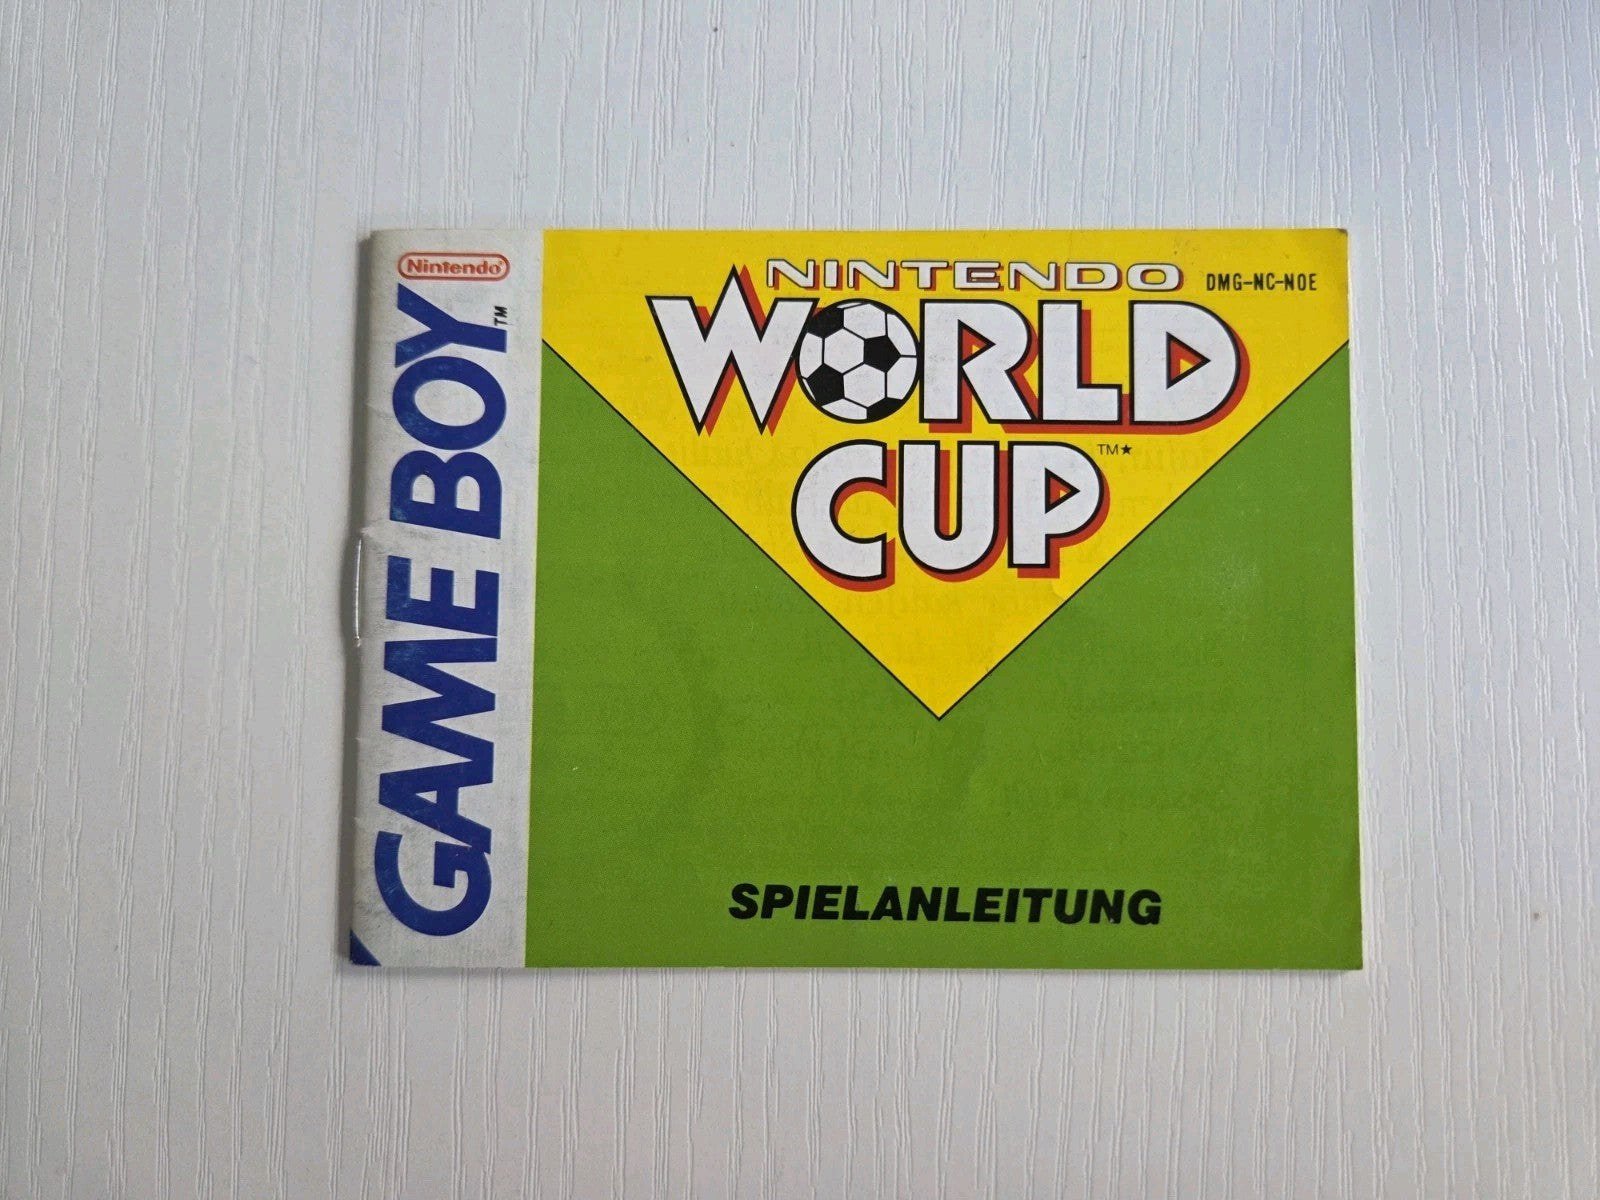 Nintendo
GAME BOY™
NINTENDO
DMG-NC-NOE
WORLD
CUP™★
SPIELANLEITUNG